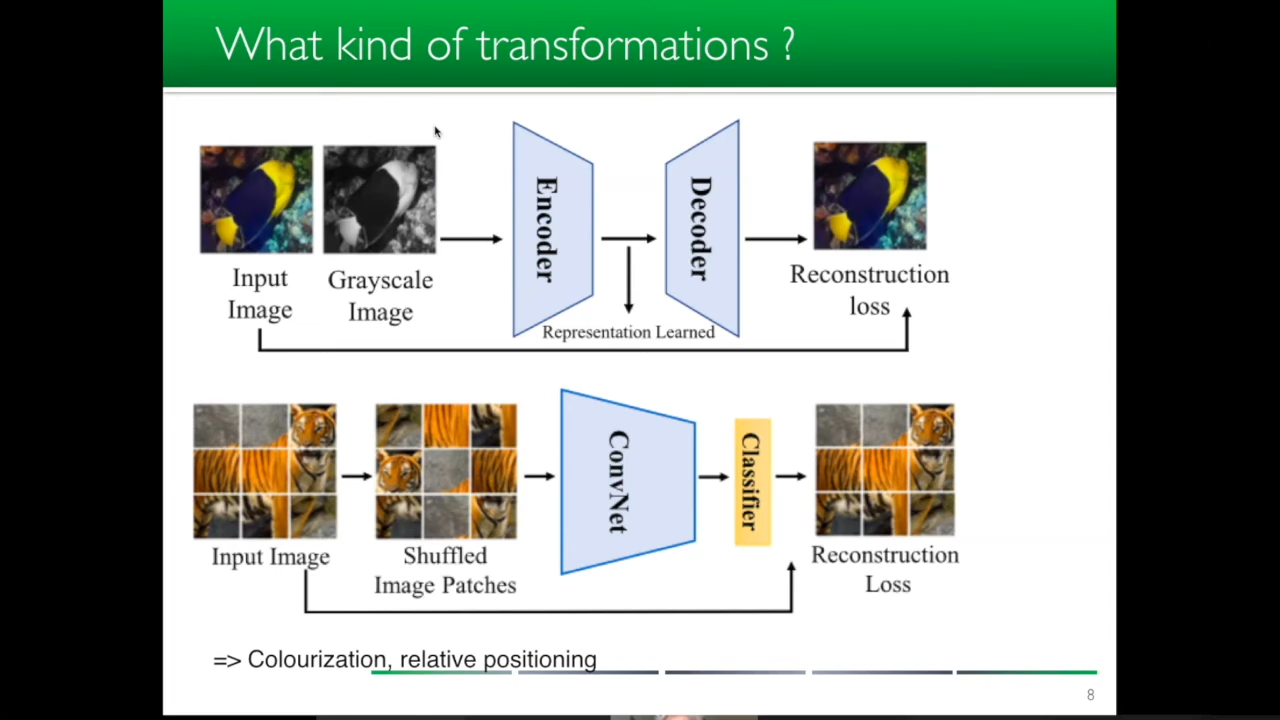 What kind of transformations ?
Encoder
Decoder
Input
Image
Grayscale
Image
Reconstruction
loss
Representation Learned
ConvNet
Classifier
Input Image
Shuffled
Image Patches
Reconstruction
Loss
=> Colourization, relative positioning
8